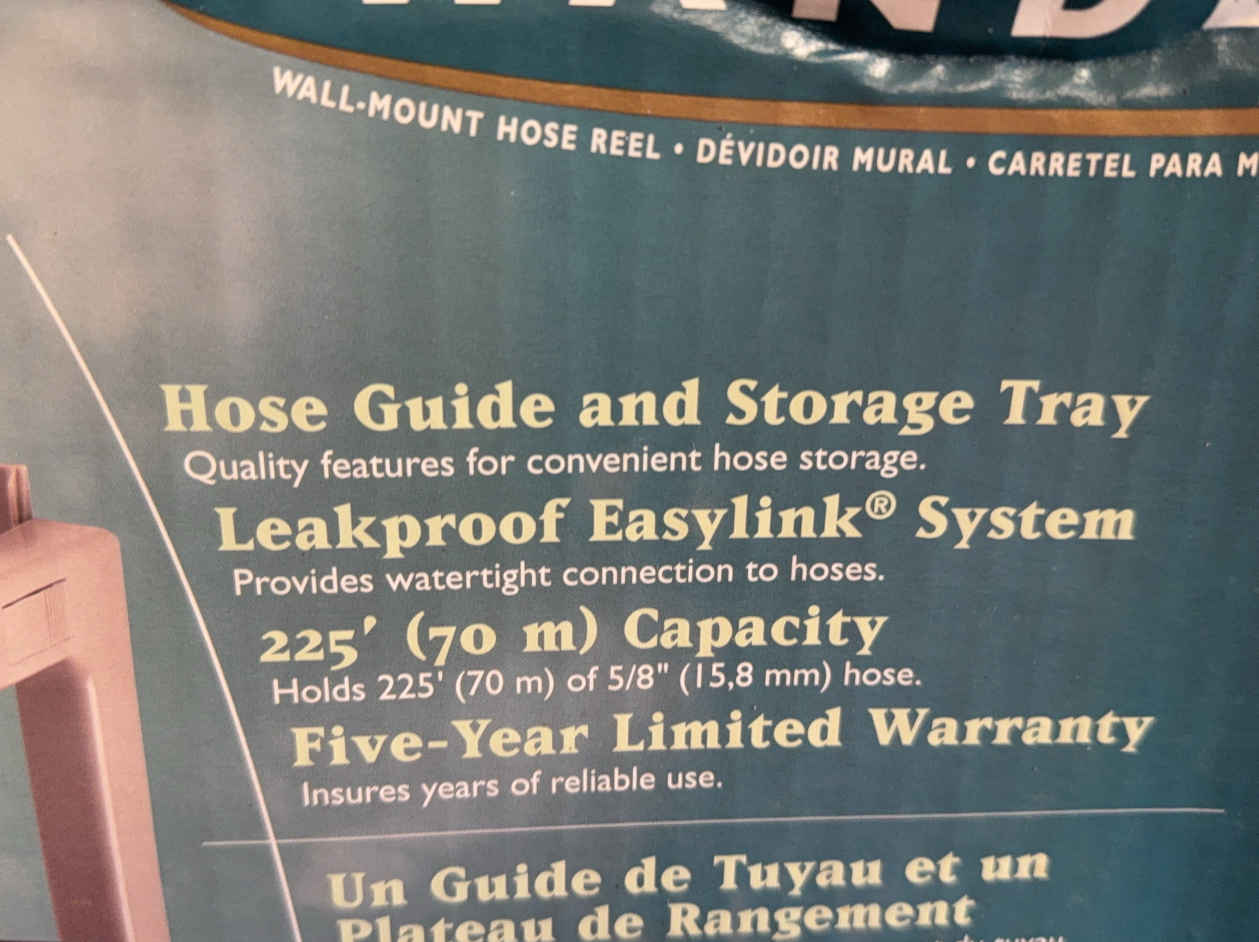 WALL-MOUNT HOSE REEL • DÉVIDOIR MURAL • CARRETEL PARA M
Hose Guide and Storage Tray
Quality features for convenient hose storage.
Leakproof Easylink® System
Provides watertight connection to hoses.
225' (70 m) Capacity
Holds 225' (70 m) of 5/8" (15,8 mm) hose.
Five-Year Limited Warranty
Insures years of reliable use.
Un Guide de Tuyau et un
Plateau de Rangement